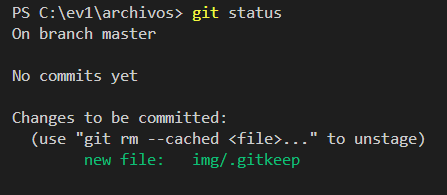 PS C:\ev1\archivos> git status
On branch master
No commits yet
Changes to be committed:
(use "git rm --cached <file>..." to unstage)
new file: img/.gitkeep